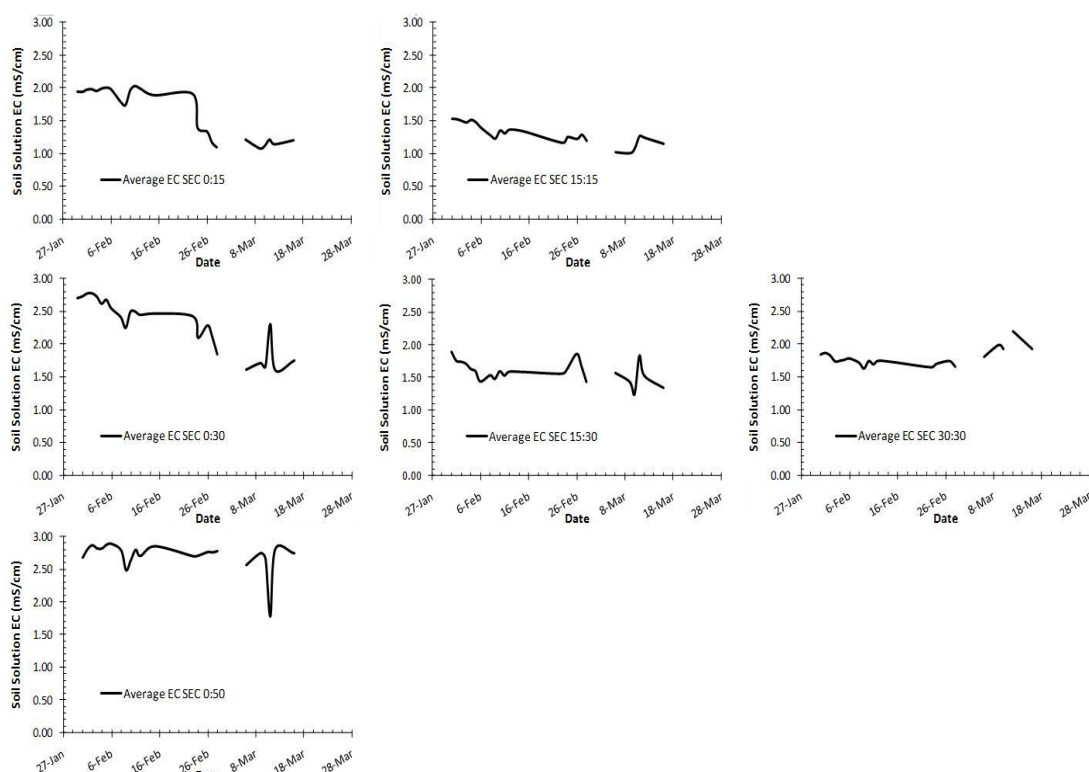 3.00
2.50
2.00
1.50
1.00
0.50
0.00
Soil Solution EC (mS/cm)
Average EC SEC 0:15
27-Jan
6-Feb
16-Feb
26-Feb
8-Mar
18-Mar
28-Mar
Date
3.00
2.50
2.00
1.50
1.00
0.50
0.00
Soil Solution EC (mS/cm)
Average EC SEC 15:15
27-Jan
6-Feb
16-Feb
26-Feb
8-Mar
18-Mar
28-Mar
Date
3.00
2.50
2.00
1.50
1.00
0.50
0.00
Soil Solution EC (mS/cm)
Average EC SEC 0:30
27-Jan
6-Feb
16-Feb
26-Feb
8-Mar
18-Mar
28-Mar
Date
3.00
2.50
2.00
1.50
1.00
0.50
0.00
Soil Solution EC (mS/cm)
Average EC SEC 15:30
27-Jan
6-Feb
16-Feb
26-Feb
8-Mar
18-Mar
28-Mar
Date
3.00
2.50
2.00
1.50
1.00
0.50
0.00
Soil Solution EC (mS/cm)
Average EC SEC 30:30
27-Jan
6-Feb
16-Feb
26-Feb
8-Mar
18-Mar
28-Mar
Date
3.00
2.50
2.00
1.50
1.00
0.50
0.00
Soil Solution EC (mS/cm)
Average EC SEC 0:50
27-Jan
6-Feb
16-Feb
26-Feb
8-Mar
18-Mar
28-Mar